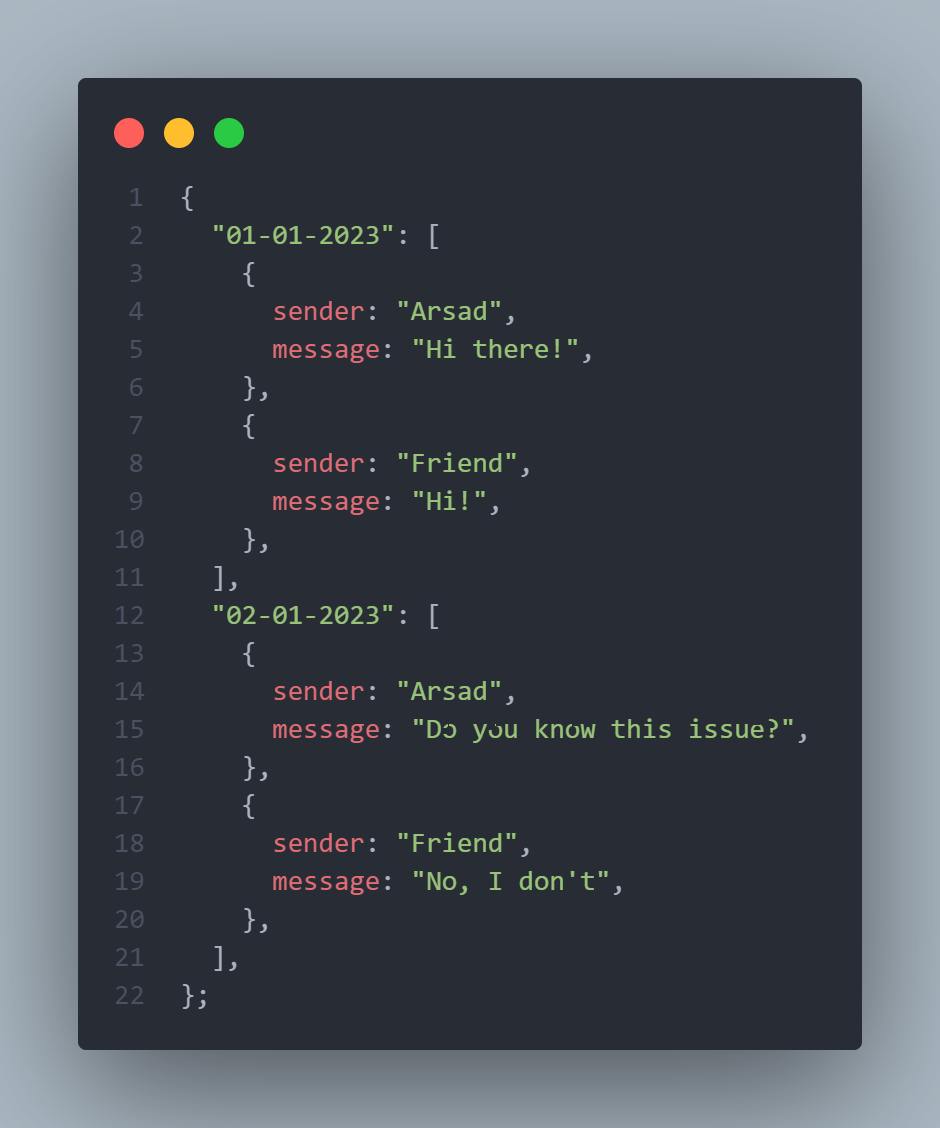 1 {
2   "01-01-2023": [
3     {
4       sender: "Arsad",
5       message: "Hi there!",
6     },
7     {
8       sender: "Friend",
9       message: "Hi!",
10     },
11   ],
12   "02-01-2023": [
13     {
14       sender: "Arsad",
15       message: "Do you know this issue?",
16     },
17     {
18       sender: "Friend",
19       message: "No, I don't",
20     },
21   ],
22 };